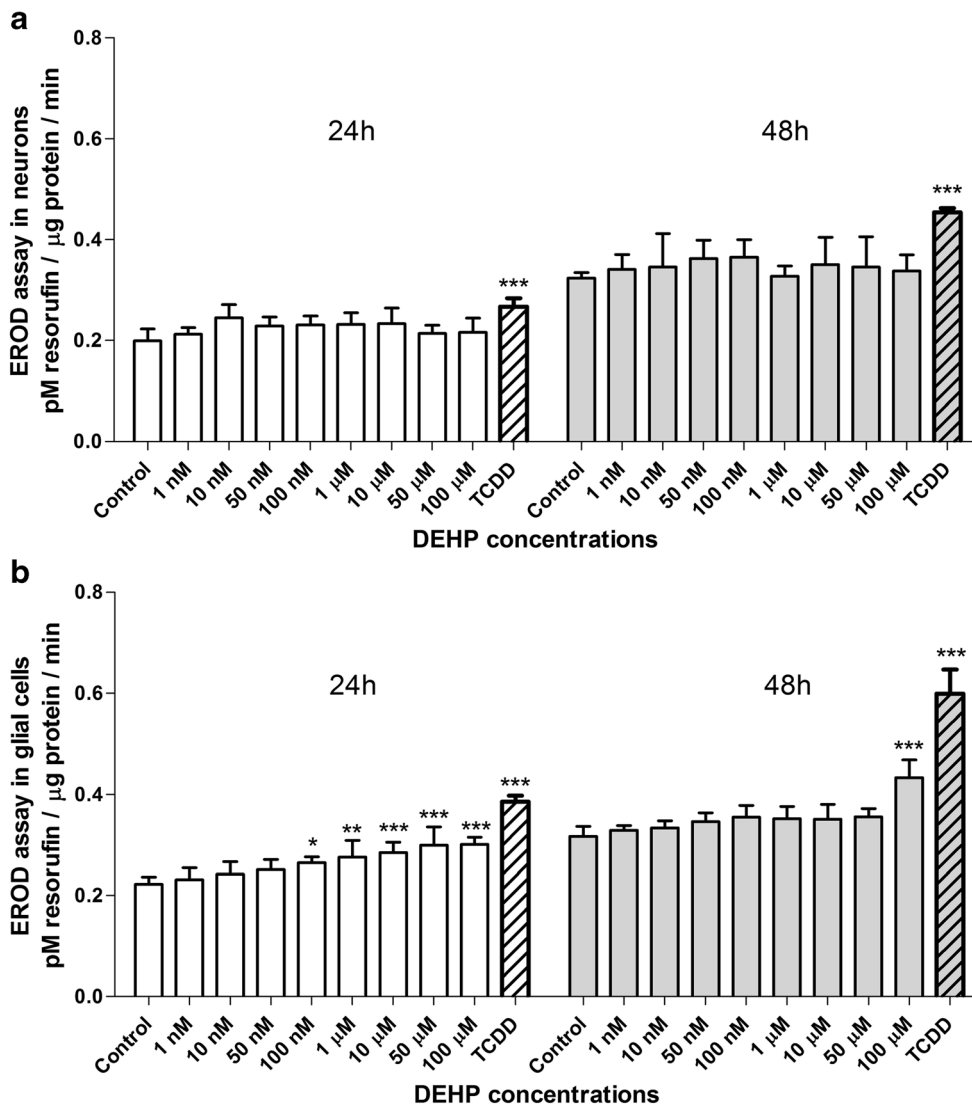 a
EROD assay in neurons
pM resorufin / μg protein / min
0.8
0.6
0.4
0.2
0.0
24h
48h
***
***
Control
1 nM
10 nM
50 nM
100 nM
1 μM
10 μM
50 μM
100 μM
TCDD
Control
1 nM
10 nM
50 nM
100 nM
1 μM
10 μM
50 μM
100 μM
TCDD
DEHP concentrations
b
EROD assay in glial cells
pM resorufin / μg protein / min
0.8
0.6
0.4
0.2
0.0
24h
48h
*
**
***
***
***
***
***
***
Control
1 nM
10 nM
50 nM
100 nM
1 μM
10 μM
50 μM
100 μM
TCDD
Control
1 nM
10 nM
50 nM
100 nM
1 μM
10 μM
50 μM
100 μM
TCDD
DEHP concentrations